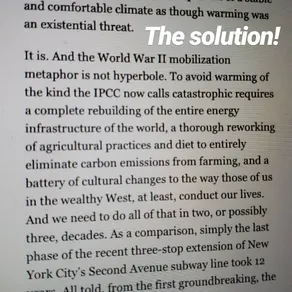 and comfortable climate as though warming was
an existential threat.
The solution!
It is. And the World War II mobilization
metaphor is not hyperbole. To avoid warming of
the kind the IPCC now calls catastrophic requires
a complete rebuilding of the entire energy
infrastructure of the world, a thorough reworking
of agricultural practices and diet to entirely
eliminate carbon emissions from farming, and a
battery of cultural changes to the way those of us
in the wealthy West, at least, conduct our lives.
And we need to do all of that in two, or possibly
three, decades. As a comparison, simply the last
phase of the recent three-stop extension of New
York City's Second Avenue subway line took 12
years. All told, from the first groundbreaking, the